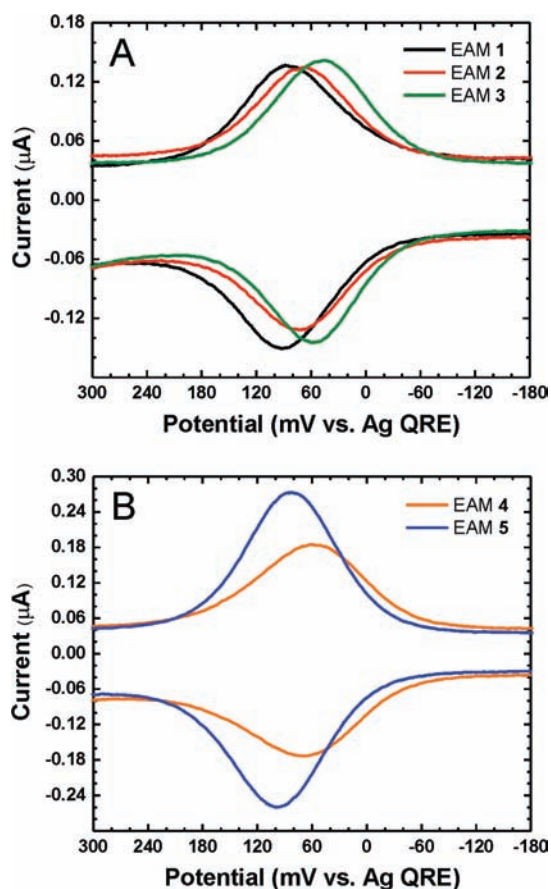 A
EAM 1
EAM 2
EAM 3
0.18
0.12
0.06
0.00
-0.06
-0.12
Current (μA)
300 240 180 120 60 0 -60 -120 -180
Potential (mV vs. Ag QRE)
B
EAM 4
EAM 5
0.30
0.24
0.18
0.12
0.06
0.00
-0.06
-0.12
-0.18
-0.24
Current (μA)
300 240 180 120 60 0 -60 -120 -180
Potential (mV vs. Ag QRE)